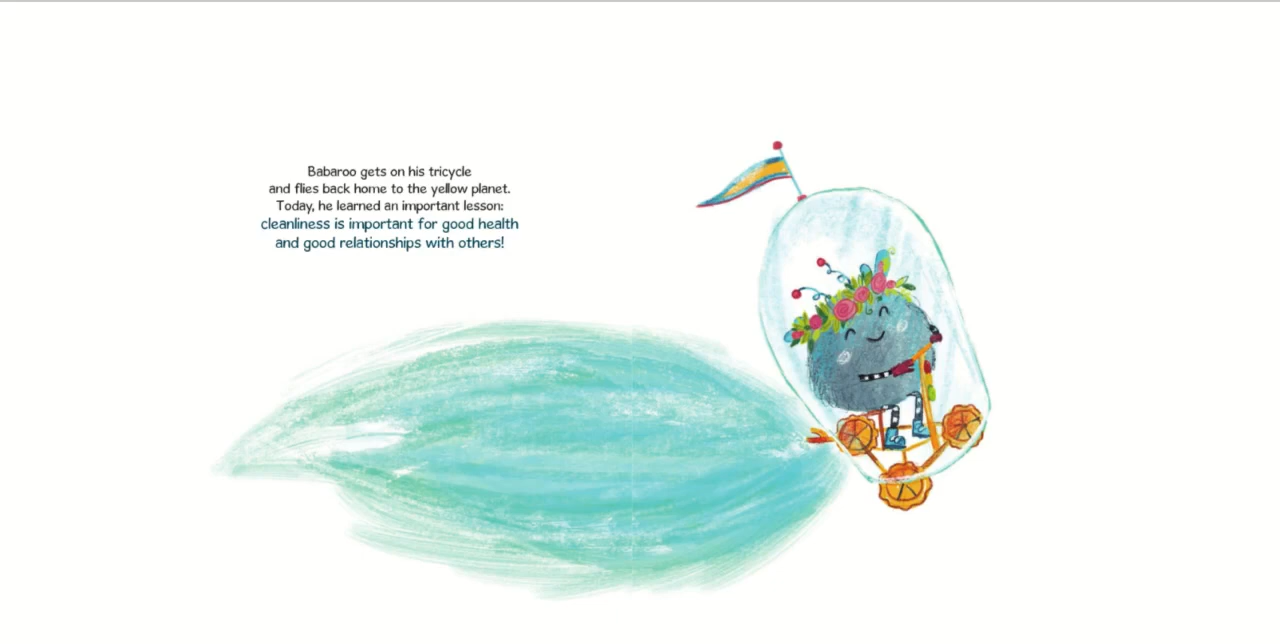 Babaroo gets on his tricycle
and flies back home to the yellow planet.
Today, he learned an important lesson:
cleanliness is important for good health
and good relationships with others!